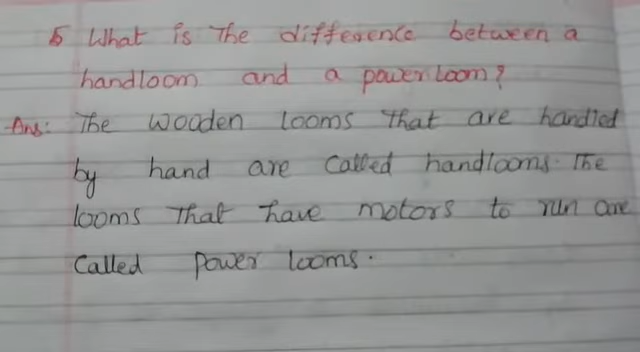 5 What is The difference between a
handloom and a powerloom?
Ans: The wooden looms That are handled
by hand are called handlooms. The
looms That have motors to run are
called power looms.